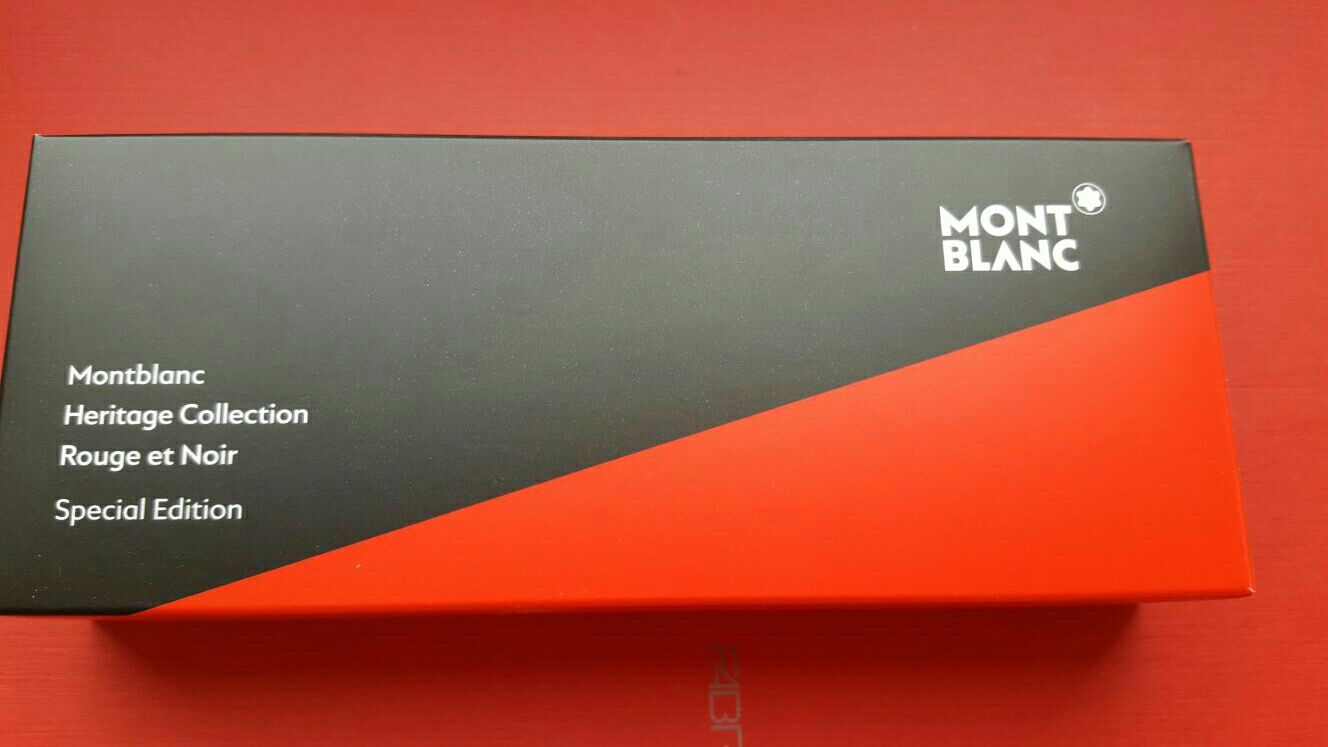 MONT
BLANC
Montblanc
Heritage Collection
Rouge et Noir
Special Edition